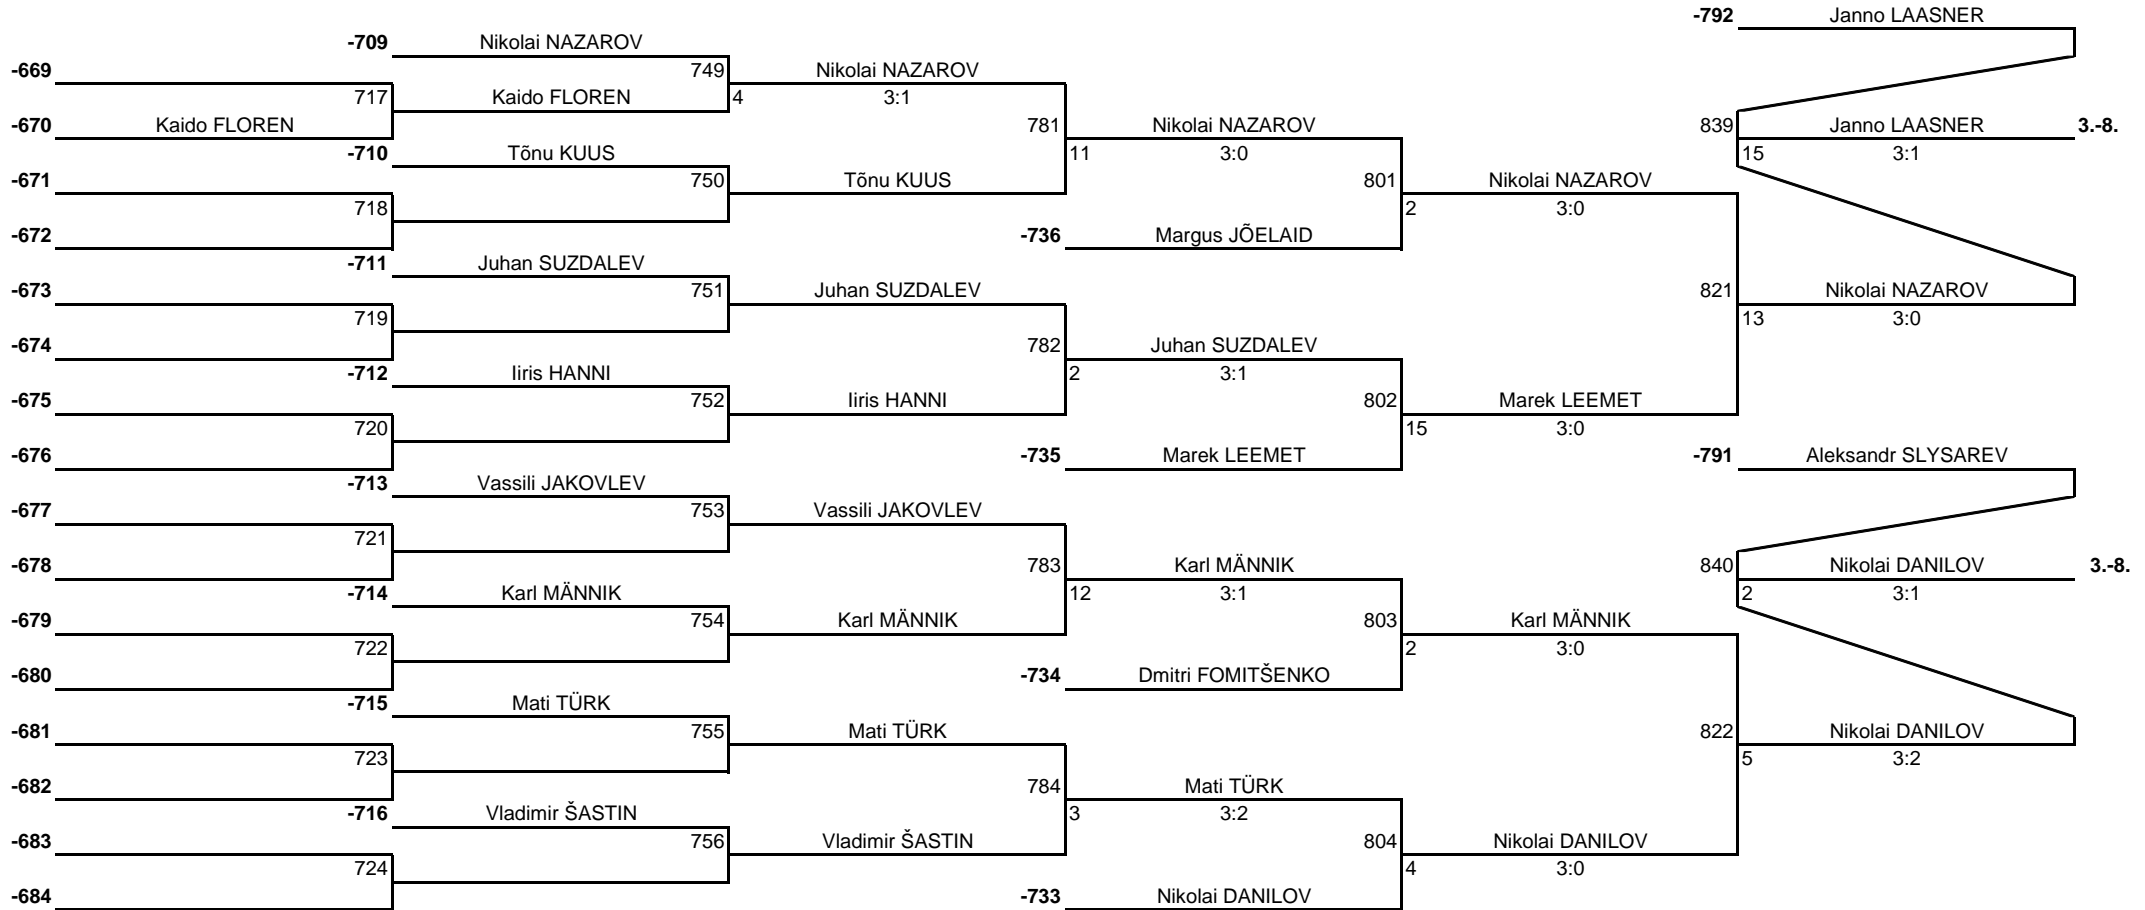 -792 Janno LAASNER
-709 Nikolai NAZAROV
-669 749 Nikolai NAZAROV
717 Kaido FLOREN 4 3:1
-670 Kaido FLOREN 781 Nikolai NAZAROV 839 Janno LAASNER 3.-8.
-710 Tõnu KUUS 11 3:0 15 3:1
-671 750 Tõnu KUUS 801 Nikolai NAZAROV
718 2 3:0
-672 -736 Margus JÕELAID
-711 Juhan SUZDALEV
-673 751 Juhan SUZDALEV 821 Nikolai NAZAROV
719 13 3:0
-674 782 Juhan SUZDALEV
-712 Iiris HANNI 2 3:1
-675 752 Iiris HANNI 802 Marek LEEMET
720 15 3:0
-676 -735 Marek LEEMET -791 Aleksandr SLYSAREV
-713 Vassili JAKOVLEV
-677 753 Vassili JAKOVLEV
721
-678 783 Karl MÄNNIK 840 Nikolai DANILOV 3.-8.
-714 Karl MÄNNIK 12 3:1 2 3:1
-679 754 Karl MÄNNIK 803 Karl MÄNNIK
722 2 3:0
-680 -734 Dmitri FOMITŠENKO
-715 Mati TÜRK
-681 755 Mati TÜRK 822 Nikolai DANILOV
723 5 3:2
-682 784 Mati TÜRK
-716 Vladimir ŠASTIN 3 3:2
-683 756 Vladimir ŠASTIN 804 Nikolai DANILOV
724 4 3:0
-684 -733 Nikolai DANILOV